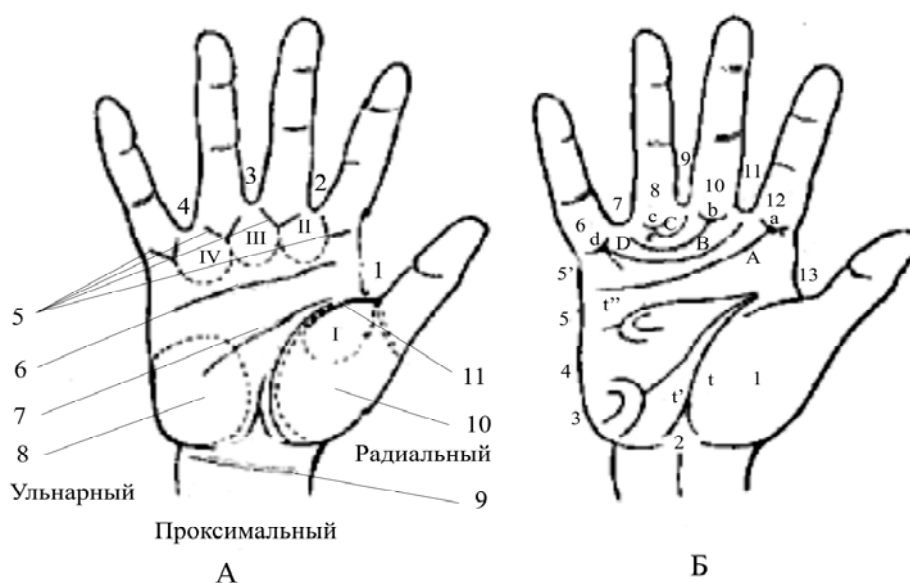 4 3 2
IV III II
1
5
6
I
11
7
8
10
Радиальный
Ульнарный
9
Проксимальный
А
9
7 8 10 11
12
6 c C b a
d D B
A
5’ 13
t’’
5
4 t 1
t’
3
2
Б